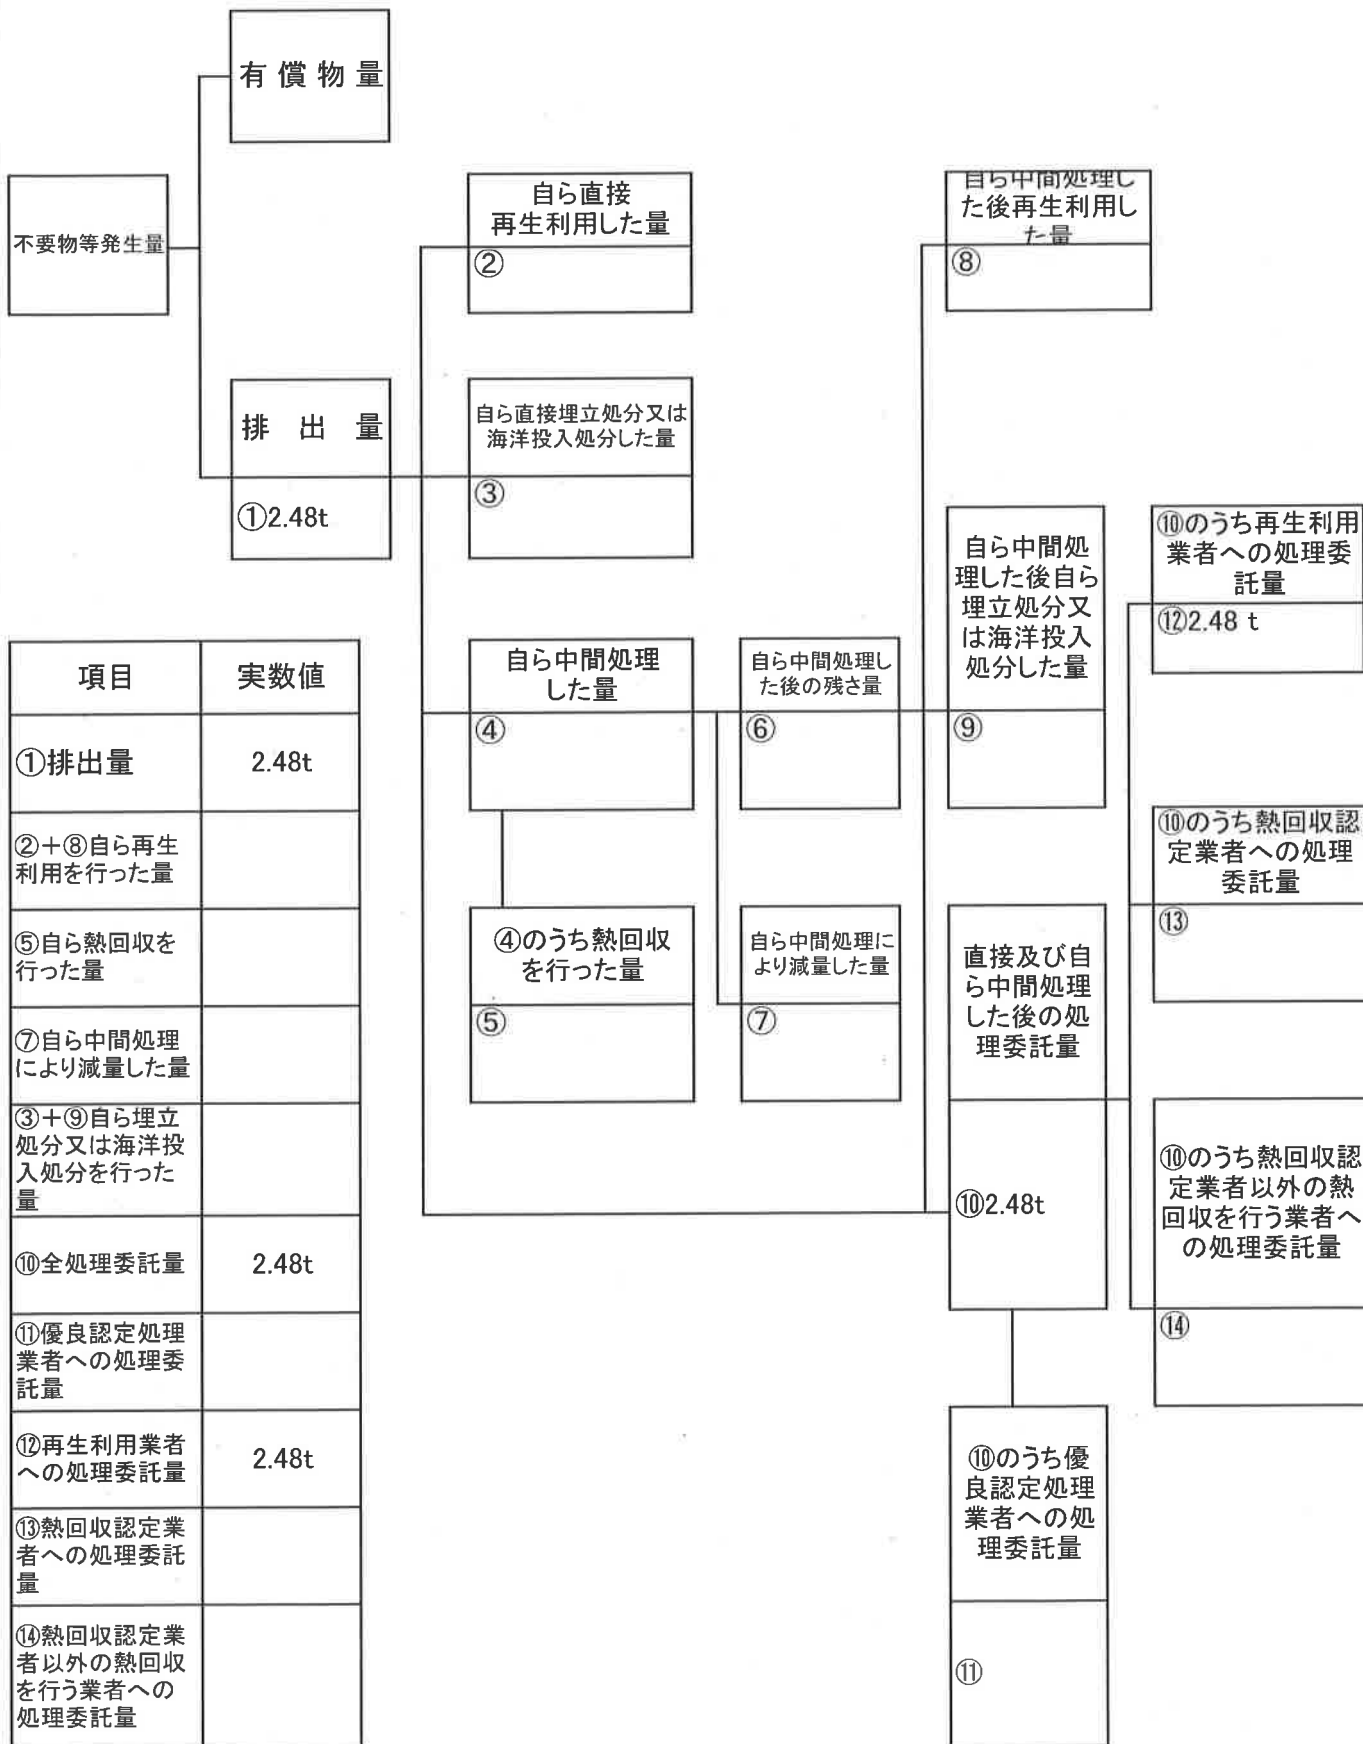 有償物量
不要物等発生量
自ら直接
再生利用した量
②
自ら中間処理し
た後再生利用し
た量
⑧
排出量
①2.48t
自ら直接埋立処分又は
海洋投入処分した量
③
自ら中間処
理した後自ら
埋立処分又
は海洋投入
処分した量
⑨
⑩のうち再生利用
業者への処理委
託量
⑫2.48 t
自ら中間処理
した量
④
自ら中間処理し
た後の残さ量
⑥
⑩のうち熱回収認
定業者への処理
委託量
⑬
④のうち熱回収
を行った量
⑤
自ら中間処理に
より減量した量
⑦
直接及び自
ら中間処理
した後の処
理委託量
⑩2.48t
⑩のうち熱回収認
定業者以外の熱
回収を行う業者へ
の処理委託量
⑭
⑩のうち優
良認定処理
業者への処
理委託量
⑪
項目 実数値
①排出量 2.48t
②+⑧自ら再生
利用を行った量
⑤自ら熱回収を
行った量
⑦自ら中間処理
により減量した量
③+⑨自ら埋立
処分又は海洋投
入処分を行った
量
⑩全処理委託量 2.48t
⑪優良認定処理
業者への処理委
託量
⑫再生利用業者
への処理委託量 2.48t
⑬熱回収認定業
者への処理委託
量
⑭熱回収認定業
者以外の熱回収
を行う業者への
処理委託量